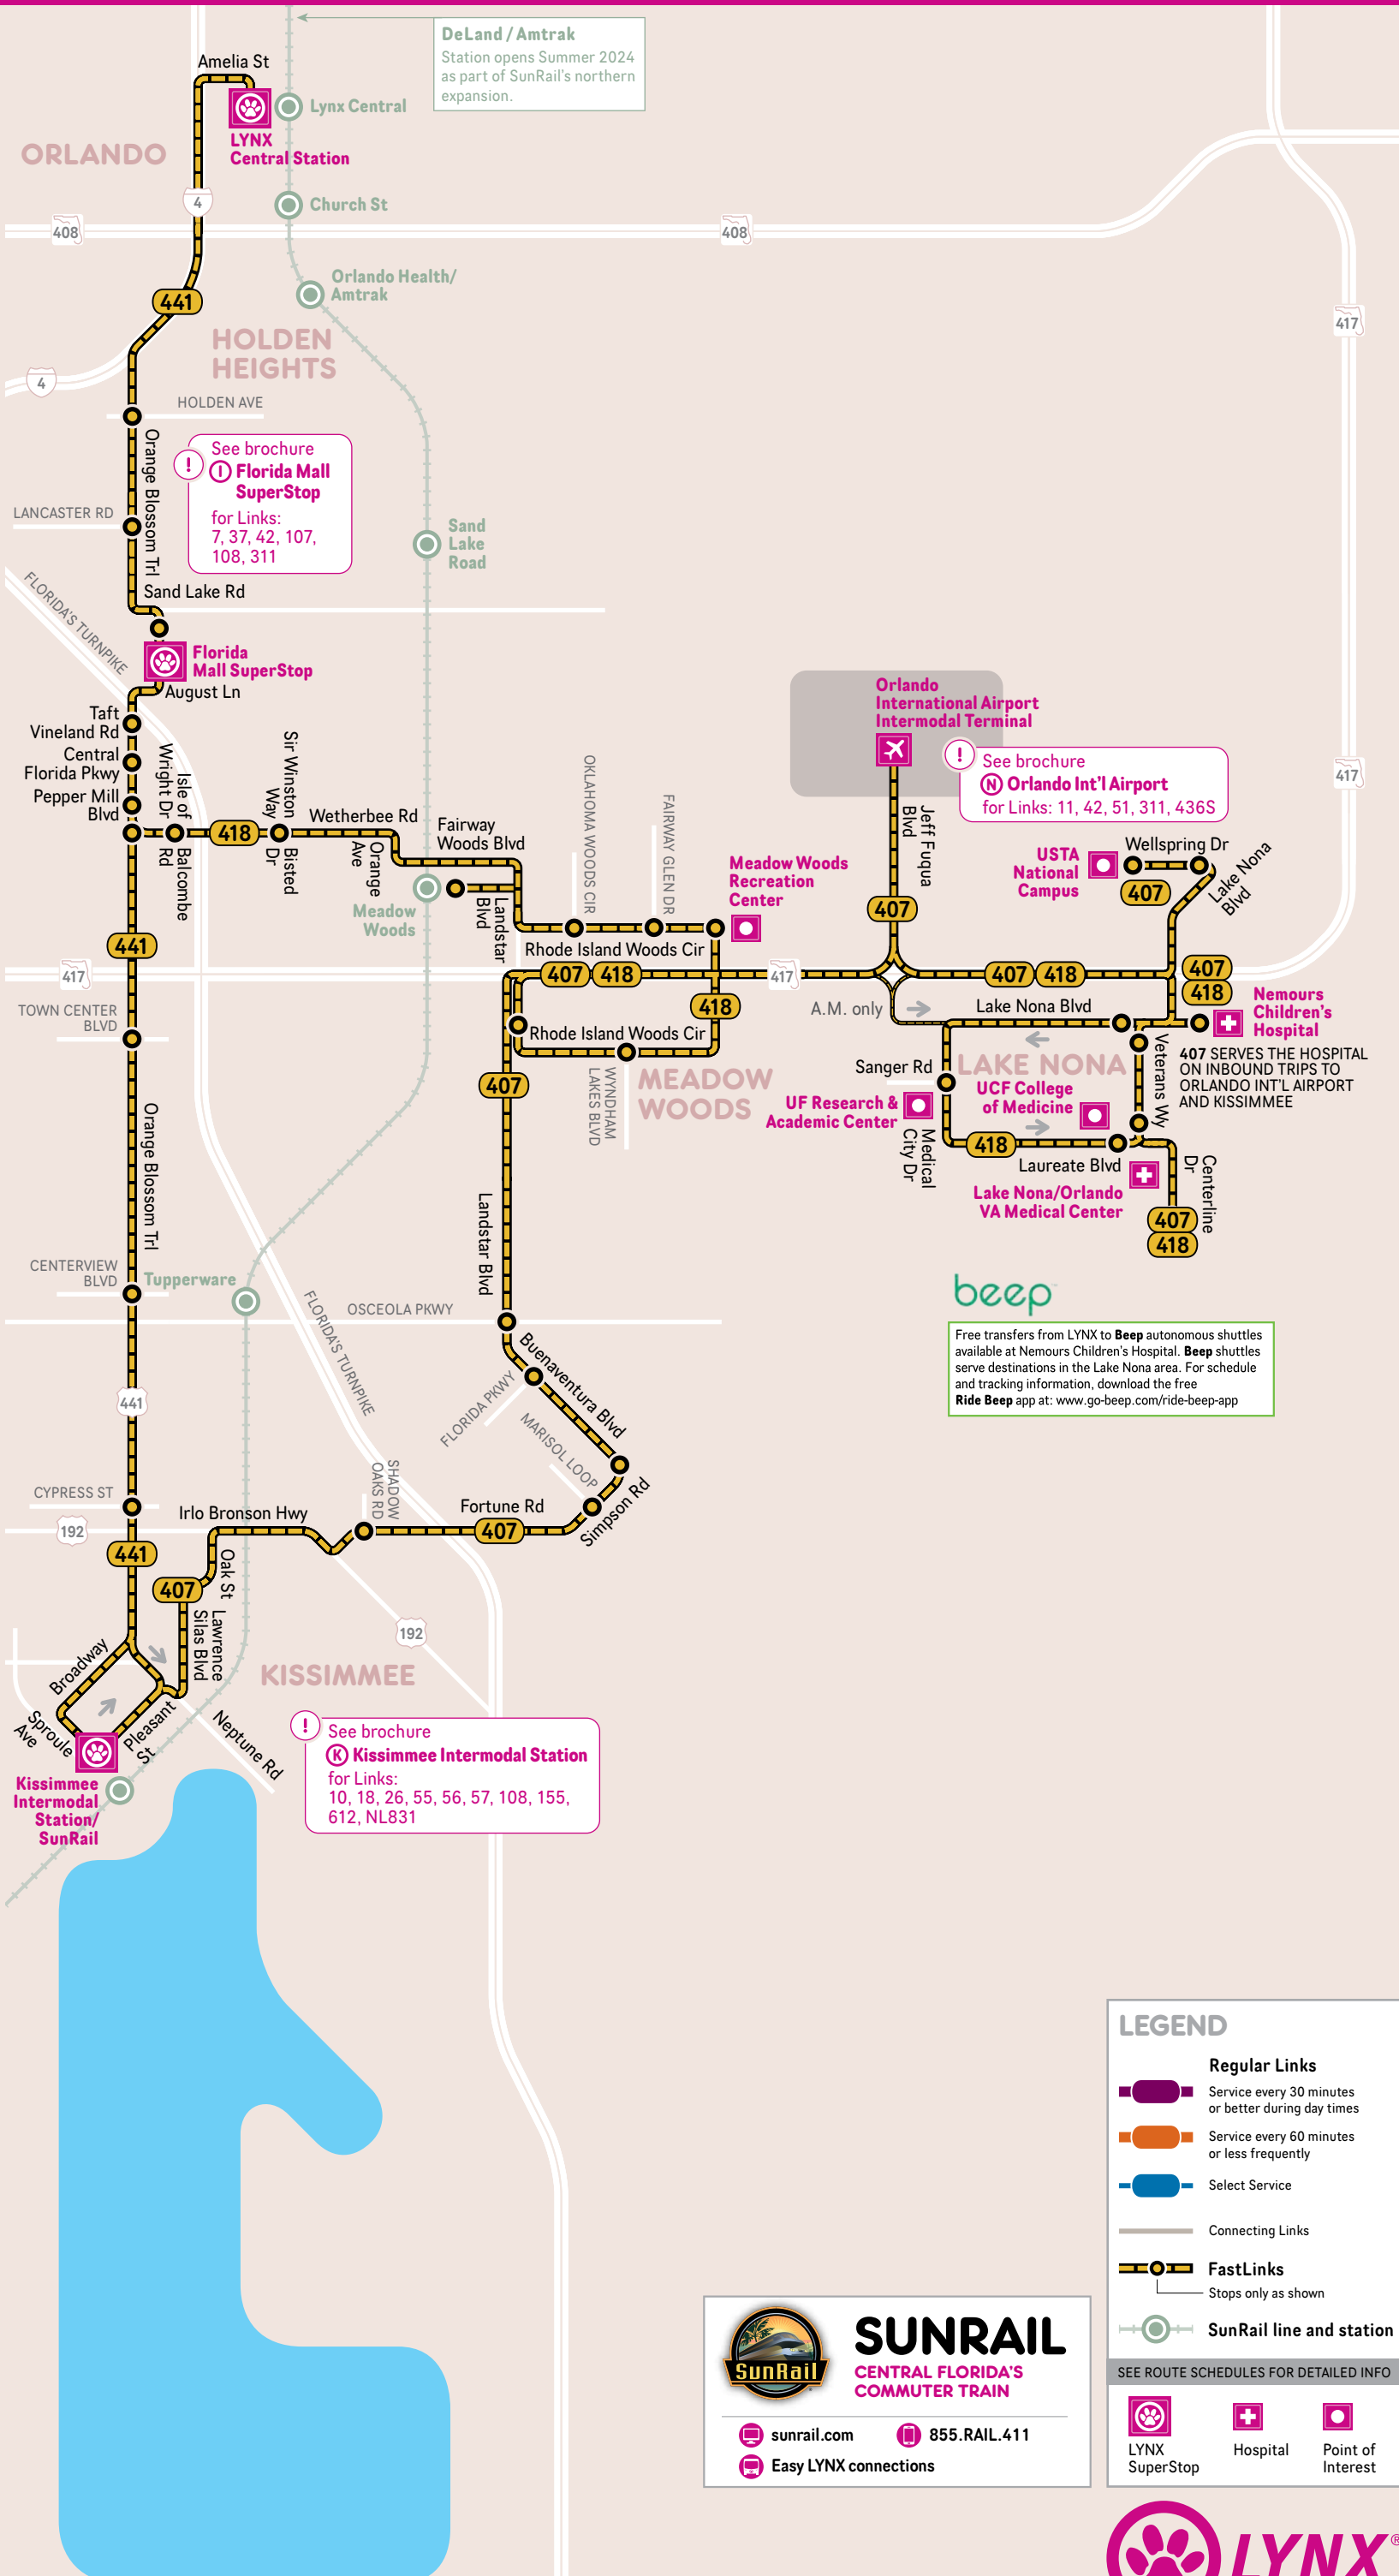 DeLand / Amtrak
Station opens Summer 2024
as part of SunRail's northern
expansion.
Amelia St
Lynx Central
LYNX
Central Station
ORLANDO
4
Church St
408
408
Orlando Health/
Amtrak
441
417
HOLDEN
HEIGHTS
4
HOLDEN AVE
Orange Blossom Trl
See brochure
! I Florida Mall
SuperStop
for Links:
7, 37, 42, 107,
108, 311
LANCASTER RD
Sand
Lake
Road
FLORIDA'S TURNPIKE
Sand Lake Rd
Florida
Mall SuperStop
August Ln
Taft
Vineland Rd
Central
Florida Pkwy
Pepper Mill
Blvd
Isle of
Wright Dr
Balcombe
Rd
418
Sir Winston
Way
Bisted
Dr
Wetherbee Rd
Orange
Ave
Fairway
Woods Blvd
Meadow
Woods
Landstar
Blvd
OKLAHOMA WOODS CIR
FAIRWAY GLEN DR
Meadow Woods
Recreation
Center
Rhode Island Woods Cir
Orlando
International Airport
Intermodal Terminal
See brochure
! N Orlando Int'l Airport
for Links: 11, 42, 51, 311, 436S
417
Jeff Fuqua
Blvd
407
USTA
National
Campus
Wellspring Dr
407
Lake Nona
Blvd
441
417
407 418
417
407 418
407
418
418
A.M. only
Lake Nona Blvd
Nemours
Children's
Hospital
407 SERVES THE HOSPITAL
ON INBOUND TRIPS TO
ORLANDO INT'L AIRPORT
AND KISSIMMEE
TOWN CENTER
BLVD
Rhode Island Woods Cir
407
WYNDHAM
LAKES BLVD
MEADOW
WOODS
Sanger Rd
LAKE NONA
Veterans Wy
UCF College
of Medicine
UF Research &
Academic Center
Medical
City Dr
418
Laureate Blvd
Lake Nona/Orlando
VA Medical Center
Centerline
Dr
407
418
Orange Blossom Trl
Landstar Blvd
CENTERVIEW
BLVD
Tupperware
FLORIDA'S TURNPIKE
OSCEOLA PKWY
beep™
Free transfers from LYNX to Beep autonomous shuttles
available at Nemours Children's Hospital. Beep shuttles
serve destinations in the Lake Nona area. For schedule
and tracking information, download the free
Ride Beep app at: www.go-beep.com/ride-beep-app
Buenaventura Blvd
FLORIDA PKWY
MARISOL LOOP
441
Simpson Rd
CYPRESS ST
192
Irlo Bronson Hwy
SHADOW
OAKS RD
Fortune Rd
407
441
Oak St
407
Lawrence
Silas Blvd
192
KISSIMMEE
Broadway
Sproule
Ave
Pleasant
St
Neptune Rd
Kissimmee
Intermodal
Station/
SunRail
See brochure
! K Kissimmee Intermodal Station
for Links:
10, 18, 26, 55, 56, 57, 108, 155,
612, NL831
LEGEND
Regular Links
Service every 30 minutes
or better during day times
Service every 60 minutes
or less frequently
Select Service
Connecting Links
FastLinks
Stops only as shown
SunRail line and station
SEE ROUTE SCHEDULES FOR DETAILED INFO
LYNX
SuperStop
Hospital
Point of
Interest
SunRail
SUNRAIL
CENTRAL FLORIDA'S
COMMUTER TRAIN
sunrail.com
855.RAIL.411
Easy LYNX connections
LYNX®